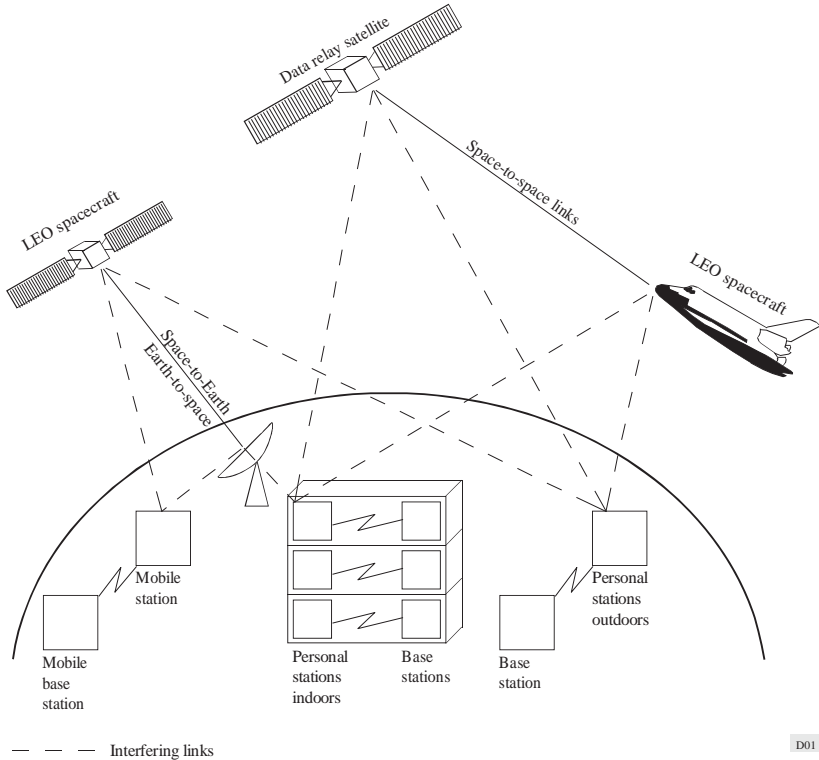 Data relay satellite
LEO spacecraft
Space-to-space links
LEO spacecraft
Space-to-Earth
Earth-to-space
Mobile
station
Personal
stations
outdoors
Mobile
base
station
Personal
stations
indoors
Base
stations
Base
station
Interfering links
D01